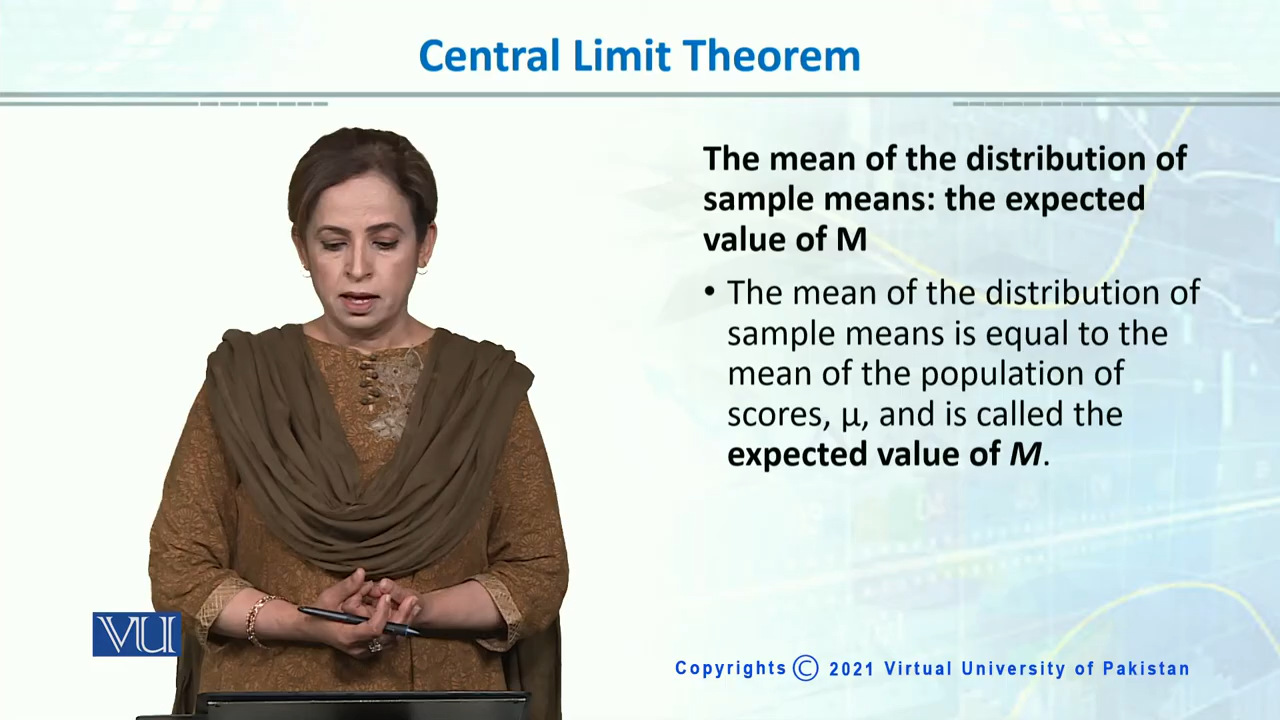 Central Limit Theorem
The mean of the distribution of
sample means: the expected
value of M
• The mean of the distribution of
sample means is equal to the
mean of the population of
scores, μ, and is called the
expected value of M.
VU
Copyrights © 2021 Virtual University of Pakistan